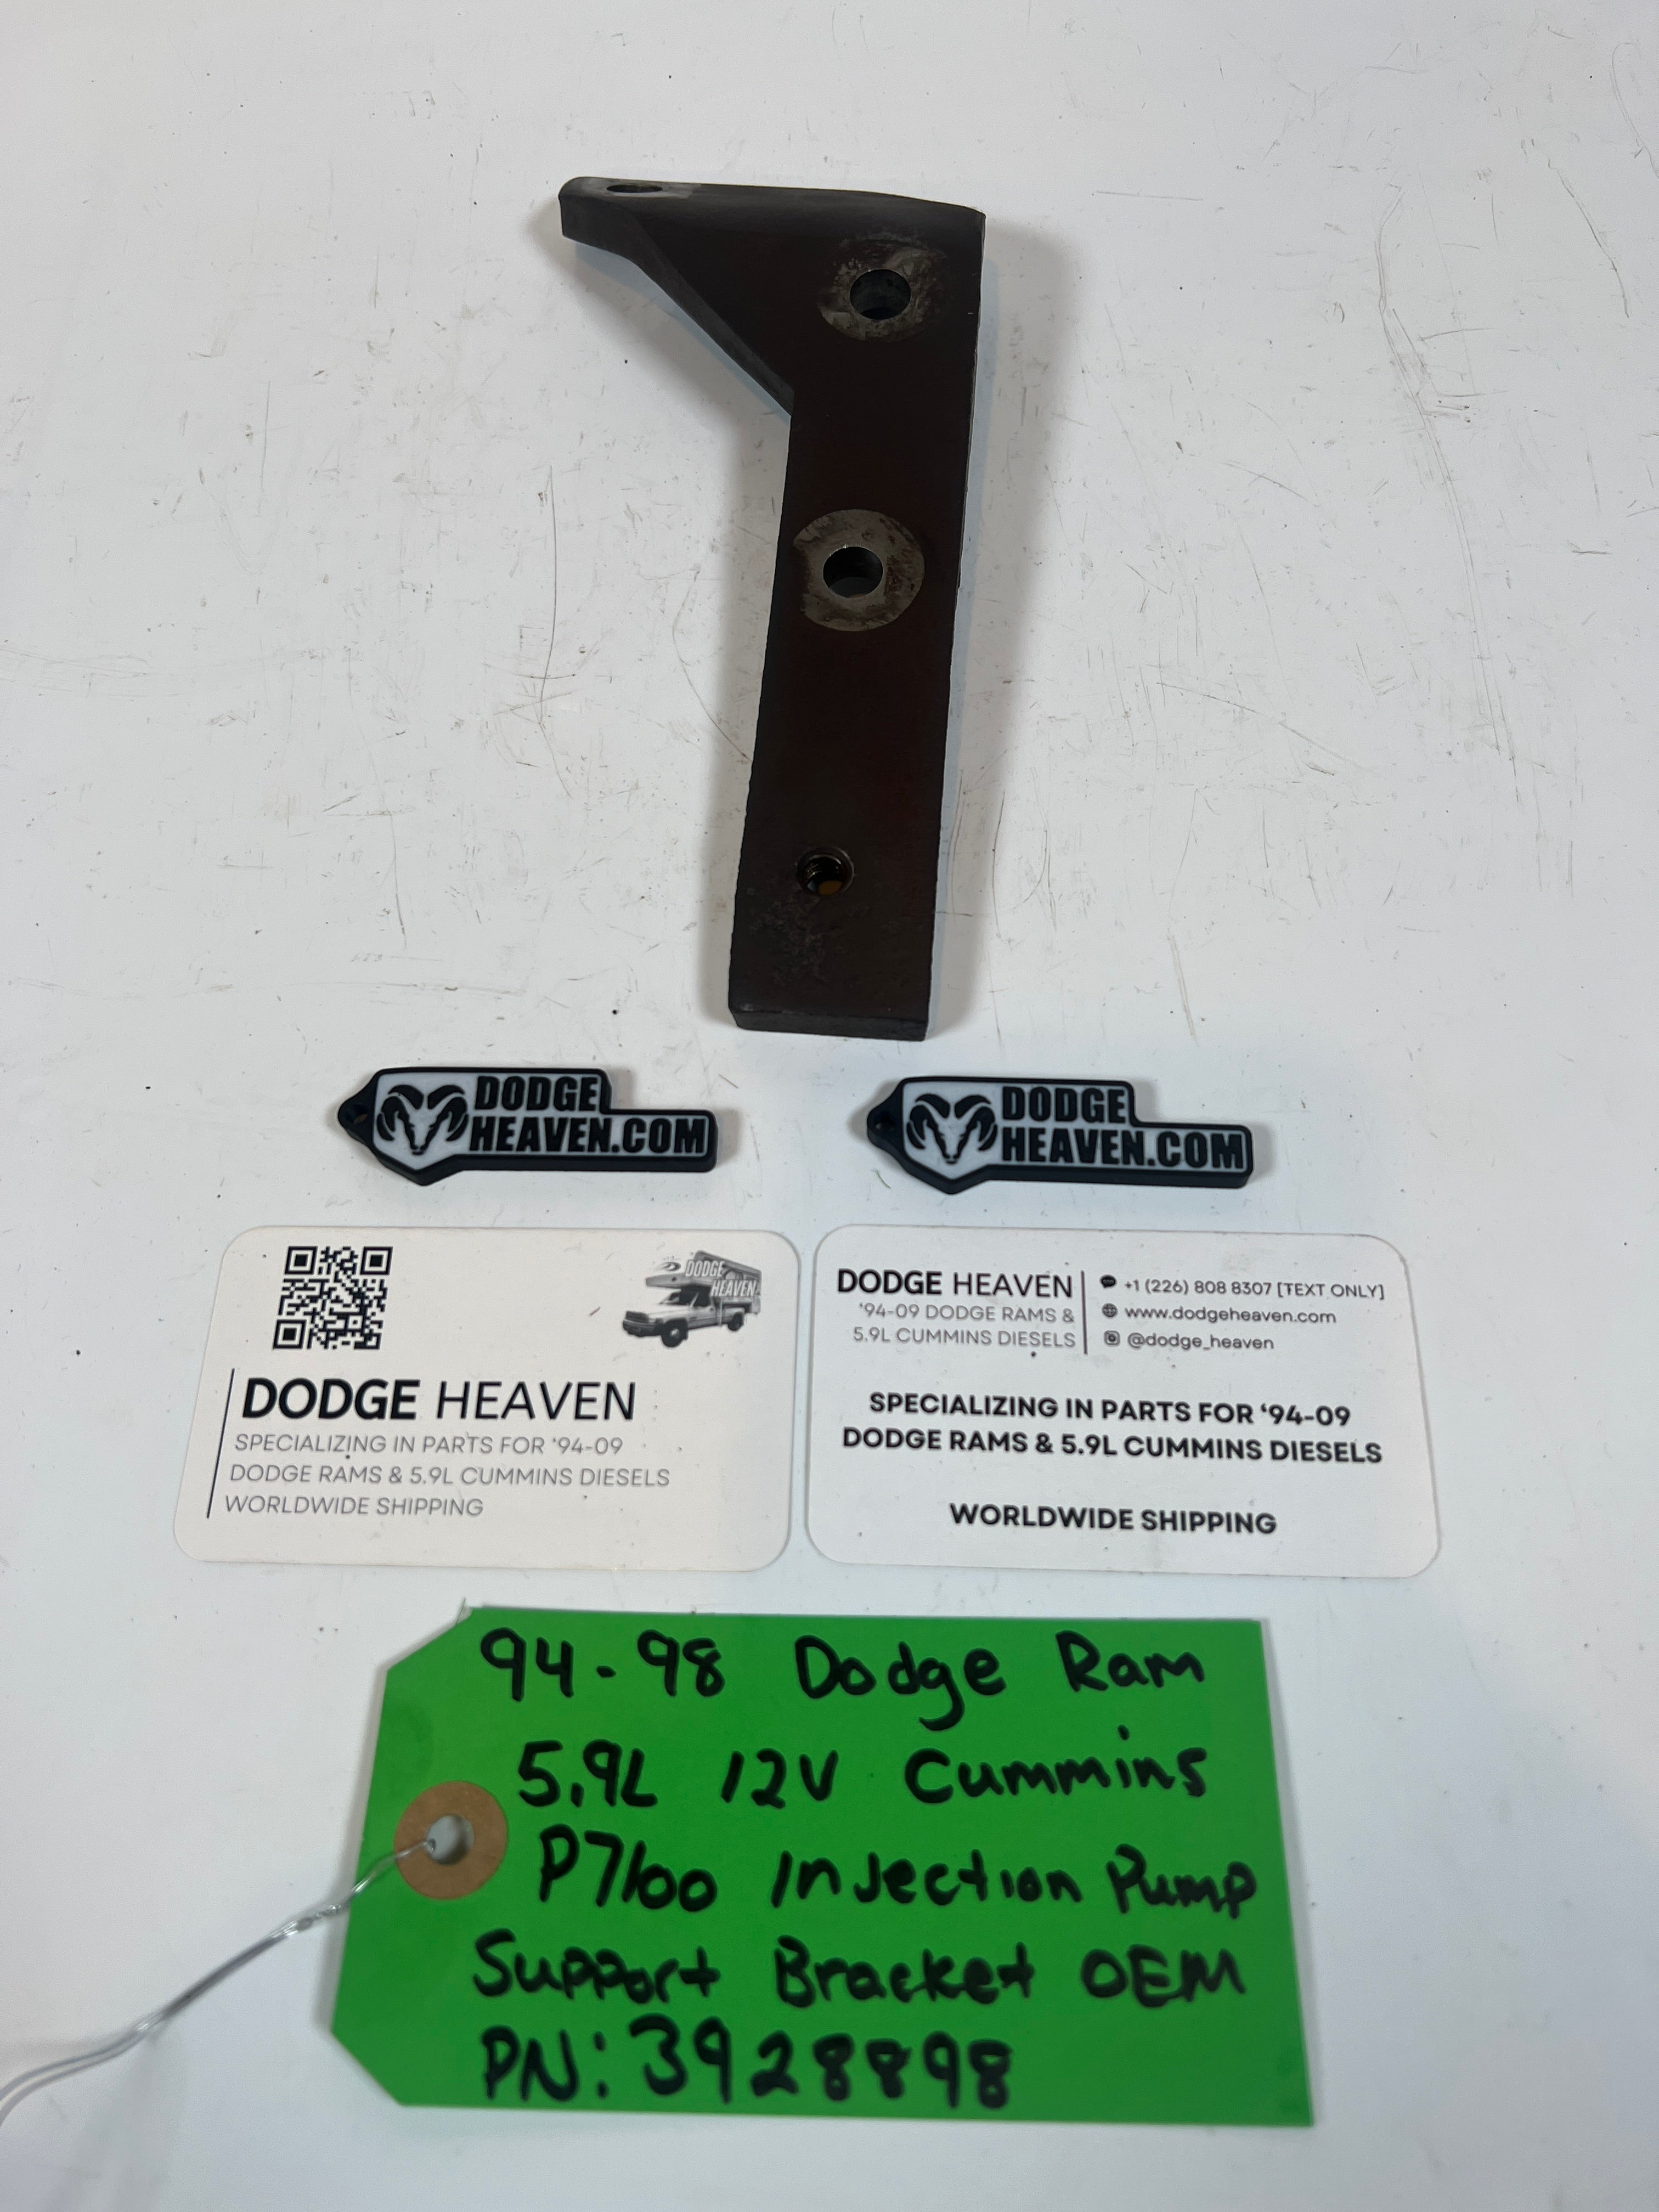 DODGE
HEAVEN.COM
DODGE
HEAVEN.COM
DODGE
HEAVEN
DODGE HEAVEN
SPECIALIZING IN PARTS FOR '94-09
DODGE RAMS & 5.9L CUMMINS DIESELS
WORLDWIDE SHIPPING
DODGE HEAVEN
'94-09 DODGE RAMS &
5.9L CUMMINS DIESELS
+1 (226) 808 8307 [TEXT ONLY]
www.dodgeheaven.com
@dodge_heaven
SPECIALIZING IN PARTS FOR '94-09
DODGE RAMS & 5.9L CUMMINS DIESELS
WORLDWIDE SHIPPING
94-98 Dodge Ram
5.9L 12V Cummins
P7100 Injection Pump
Support Bracket OEM
PN: 3928898